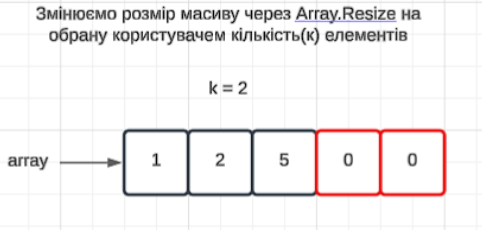 Змінюємо розмір масиву через Array.Resize на
обрану користувачем кількість(к) елементів
k = 2
array 1 2 5 0 0